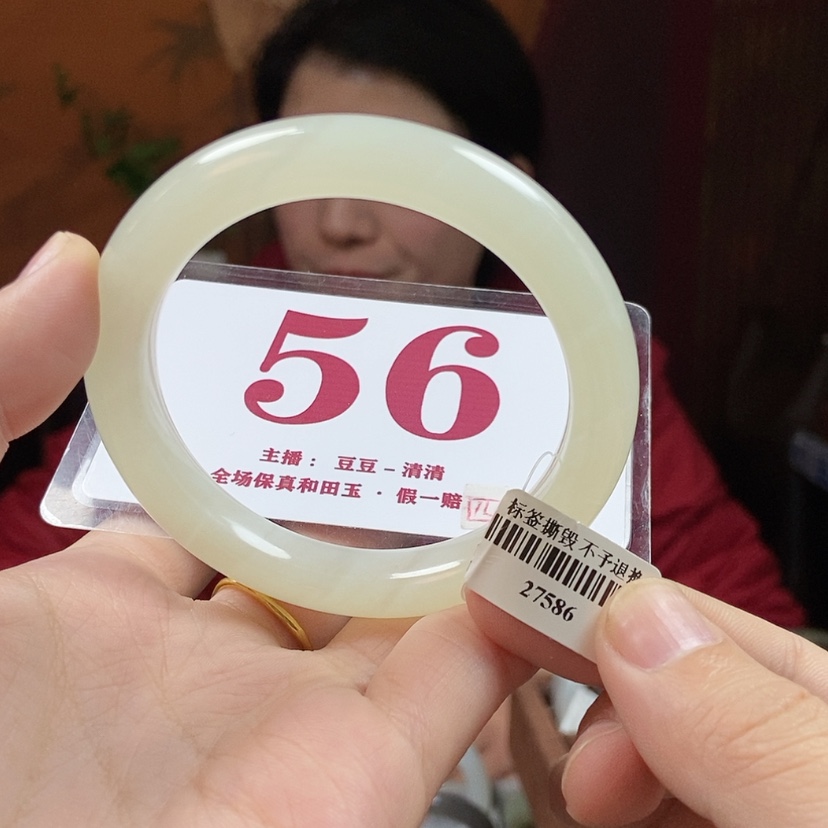 56
主播： 豆豆－清清
全场保真和田玉 · 假一赔
标签撕毁不予退换
27586